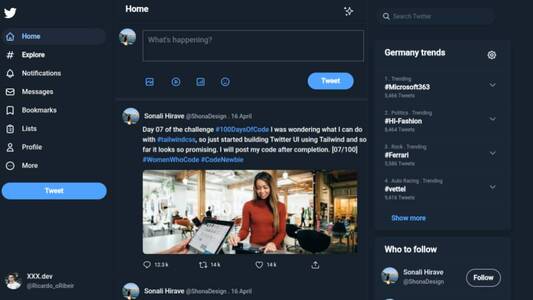 Home
Explore
Notifications
Messages
Bookmarks
Lists
Profile
More
Tweet
XXX.dev
@Ricardo_oRibeir
Home
What's happening?
Tweet
Sonali Hirave @ShonaDesign . 16 April
Day 07 of the challenge #100DaysOfCode I was wondering what I can do
with #tailwindcss, so just started building Twitter UI using Tailwind and so
far it looks so promising. I will post my code after completion. [07/100]
#WomenWhoCode #CodeNewbie
12.3 k
14 k
14 k
Sonali Hirave @ShonaDesign . 16 April
Search Twitter
Germany trends
1 . Trending
#Microsoft363
5,466 Tweets
2 . Politics . Trending
#HI-Fashion
8,464 Tweets
3 . Rock . Trending
#Ferrari
5,586 Tweets
4 . Auto Racing . Trending
#vettel
9,416 Tweets
Show more
Who to follow
Sonali Hirave
@ShonaDesign
Follow